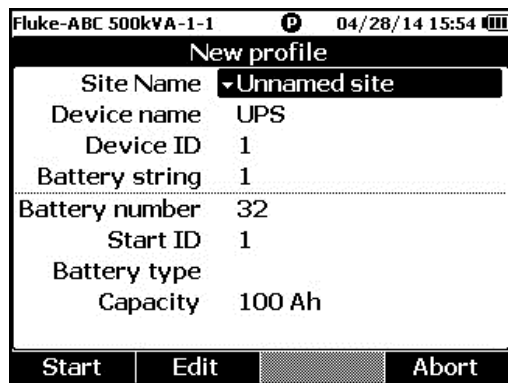 Fluke-ABC 500kVA-1-1 P 04/28/14 15:54
New profile
Site Name Unnamed site
Device name UPS
Device ID 1
Battery string 1
Battery number 32
Start ID 1
Battery type
Capacity 100 Ah
Start Edit Abort